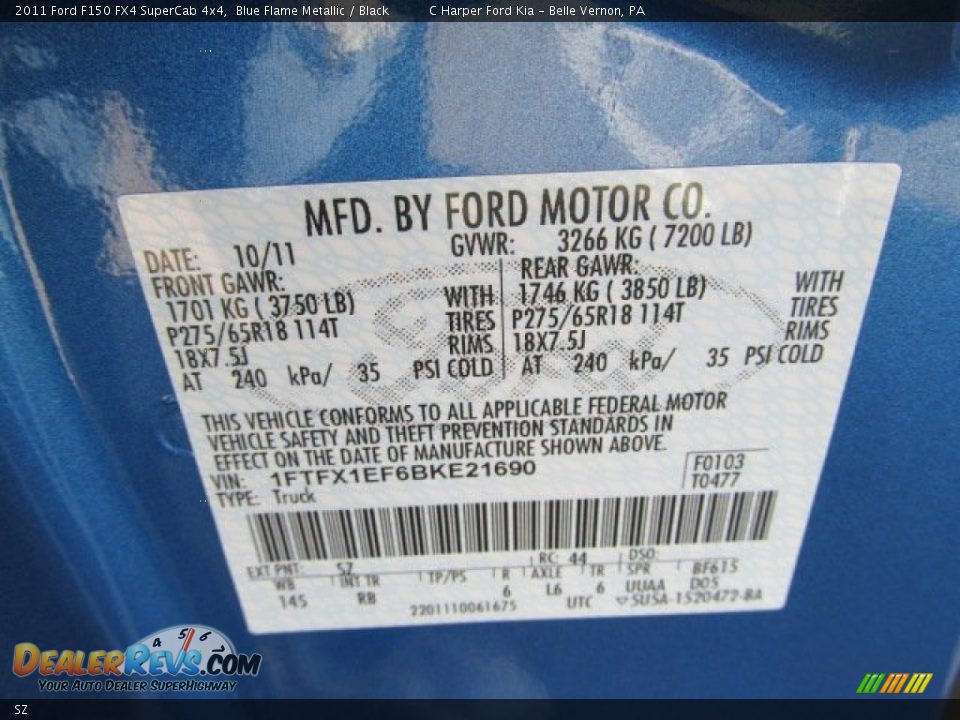 2011 Ford F150 FX4 SuperCab 4x4, Blue Flame Metallic / Black C Harper Ford Kia - Belle Vernon, PA
MFD. BY FORD MOTOR CO.
DATE: 10/11 GVWR: 3266 KG ( 7200 LB)
FRONT GAWR: REAR GAWR:
1701 KG ( 3750 LB) WITH 1746 KG ( 3850 LB) WITH
P275/65R18 114T TIRES P275/65R18 114T TIRES
18X7.5J RIMS 18X7.5J RIMS
AT 240 kPa/ 35 PSI COLD AT 240 kPa/ 35 PSI COLD
THIS VEHICLE CONFORMS TO ALL APPLICABLE FEDERAL MOTOR
VEHICLE SAFETY AND THEFT PREVENTION STANDARDS IN
EFFECT ON THE DATE OF MANUFACTURE SHOWN ABOVE.
VIN: 1FTFX1EF6BKE21690 F0103
TYPE: Truck T0477
EXT PNT: SZ RC: 44 DSO:
WB INT TR TP/PS R AXLE TR SPR BF615
145 RB 6 L6 6 UUAA DOS
2201110061675 UTC ▽ SU5A-1520472-BA
Ford
DEALERREVS.COM
4 5 6
YOUR AUTO DEALER SUPERHIGHWAY
SZ